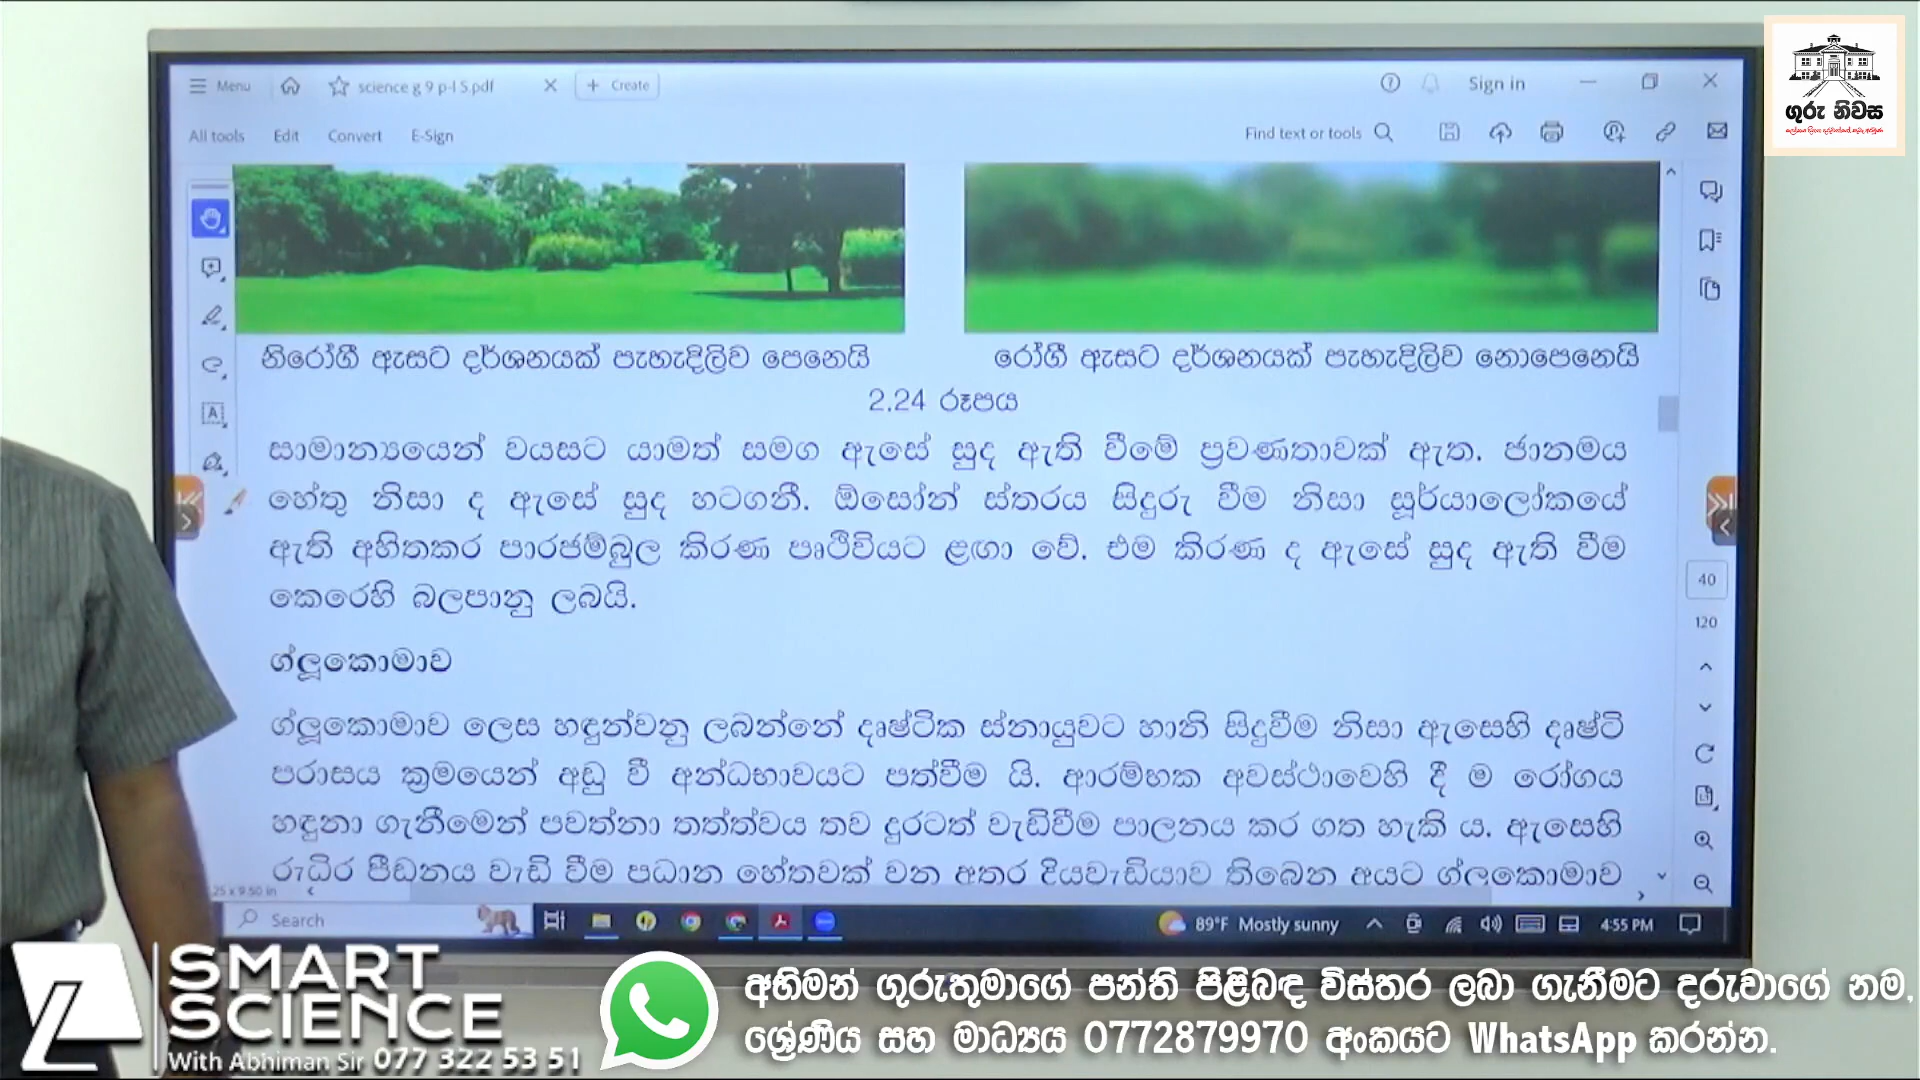 Menu
science g 9 p-I S.pdf
Create
Sign in
All tools Edit Convert E-Sign
Find text or tools
ගුරු නිවස
නිරෝගී ඇසට දර්ශනයක් පැහැදිලිව පෙනෙයි
රෝගී ඇසට දර්ශනයක් පැහැදිලිව නොපෙනෙයි
2.24 රූපය
සාමාන්‍යයෙන් වයසට යාමත් සමග ඇසේ සුද ඇති වීමේ ප්‍රවණතාවක් ඇත. ජානමය
හේතු නිසා ද ඇසේ සුද හටගනී. ඕසෝන් ස්තරය සිදුරු වීම නිසා සූර්යාලෝකයේ
ඇති අහිතකර පාරජම්බුල කිරණ පෘථිවියට ළඟා වේ. එම කිරණ ද ඇසේ සුද ඇති වීම
කෙරෙහි බලපානු ලබයි.
40
120
ග්ලූකොමාව
ග්ලූකොමාව ලෙස හඳුන්වනු ලබන්නේ දෘෂ්ටික ස්නායුවට හානි සිදුවීම නිසා ඇසෙහි දෘෂ්ටි
පරාසය ක්‍රමයෙන් අඩු වී අන්ධභාවයට පත්වීම යි. ආරම්භක අවස්ථාවෙහි දී ම රෝගය
හඳුනා ගැනීමෙන් පවත්නා තත්ත්වය තව දුරටත් වැඩිවීම පාලනය කර ගත හැකි ය. ඇසෙහි
රුධිර පීඩනය වැඩි වීම පධාන හේතවක් වන අතර දියවැඩියාව තිබෙන අයට ග්ලකොමාව
Search
89°F Mostly sunny
4:55 PM
SMART
SCIENCE
With Abhiman Sir 077 322 53 51
අභිමන් ගුරුතුමාගේ පන්ති පිළිබඳ විස්තර ලබා ගැනීමට දරුවාගේ නම,
ශ්‍රේණිය සහ මාධ්‍යය 0772879970 අංකයට WhatsApp කරන්න.